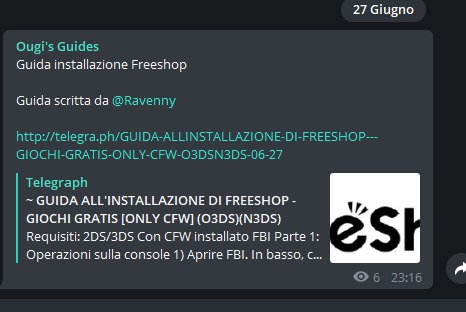 27 Giugno
Ougi's Guides
Guida installazione Freeshop
Guida scritta da @Ravenny
http://telegra.ph/GUIDA-ALLINSTALLAZIONE-DI-FREESHOP---
GIOCHI-GRATIS-ONLY-CFW-O3DSN3DS-06-27
Telegraph
~ GUIDA ALL'INSTALLAZIONE DI FREESHOP -
GIOCHI GRATIS [ONLY CFW] (O3DS)(N3DS)
Requisiti: 2DS/3DS Con CFW installato FBI Parte 1:
Operazioni sulla console 1) Aprire FBI. In basso, c...
eSh
6 23:16